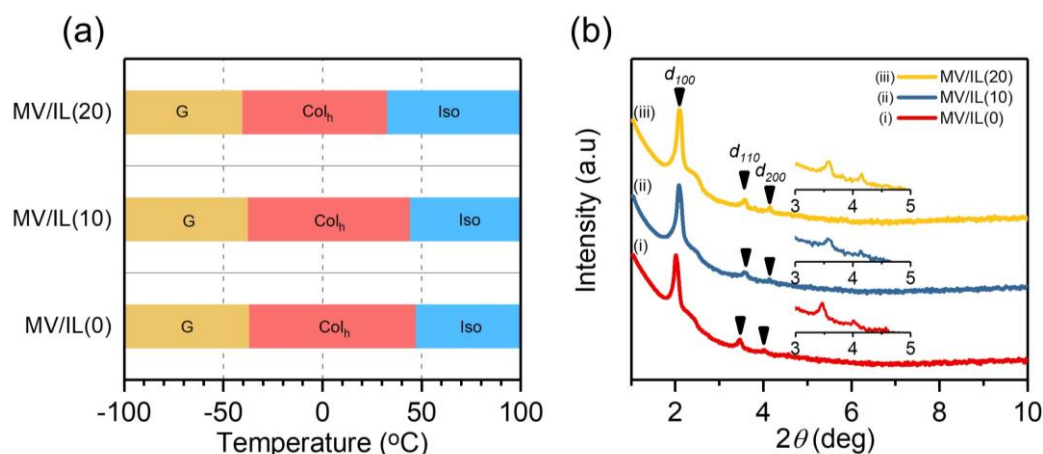 (a)
MV/IL(20)
G
Colh
Iso
MV/IL(10)
G
Colh
Iso
MV/IL(0)
G
Colh
Iso
-100 -50 0 50 100
Temperature (°C)
(b)
Intensity (a.u)
d100
(iii) MV/IL(20)
(ii) MV/IL(10)
(i) MV/IL(0)
(iii)
d110
d200
3 4 5
(ii)
3 4 5
(i)
3 4 5
2 4 6 8 10
2θ (deg)